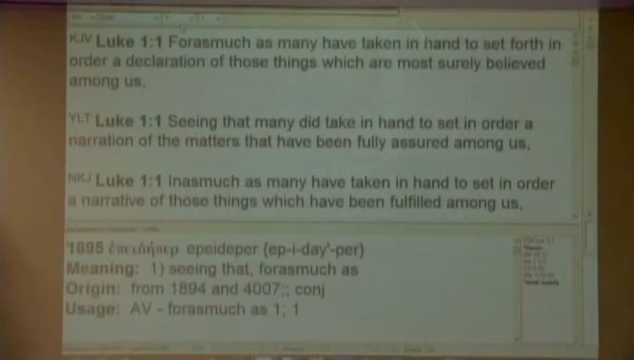 KJV Luke 1:1 Forasmuch as many have taken in hand to set forth in
order a declaration of those things which are most surely believed
among us,
YLT Luke 1:1 Seeing that many did take in hand to set in order a
narration of the matters that have been fully assured among us,
NKJ Luke 1:1 Inasmuch as many have taken in hand to set in order
a narrative of those things which have been fulfilled among us,
1895 ἐπειδήπερ epeideper {ep-i-day'-per}
Meaning: 1) seeing that, forasmuch as
Origin: from 1894 and 4007;; conj
Usage: AV - forasmuch as 1; 1